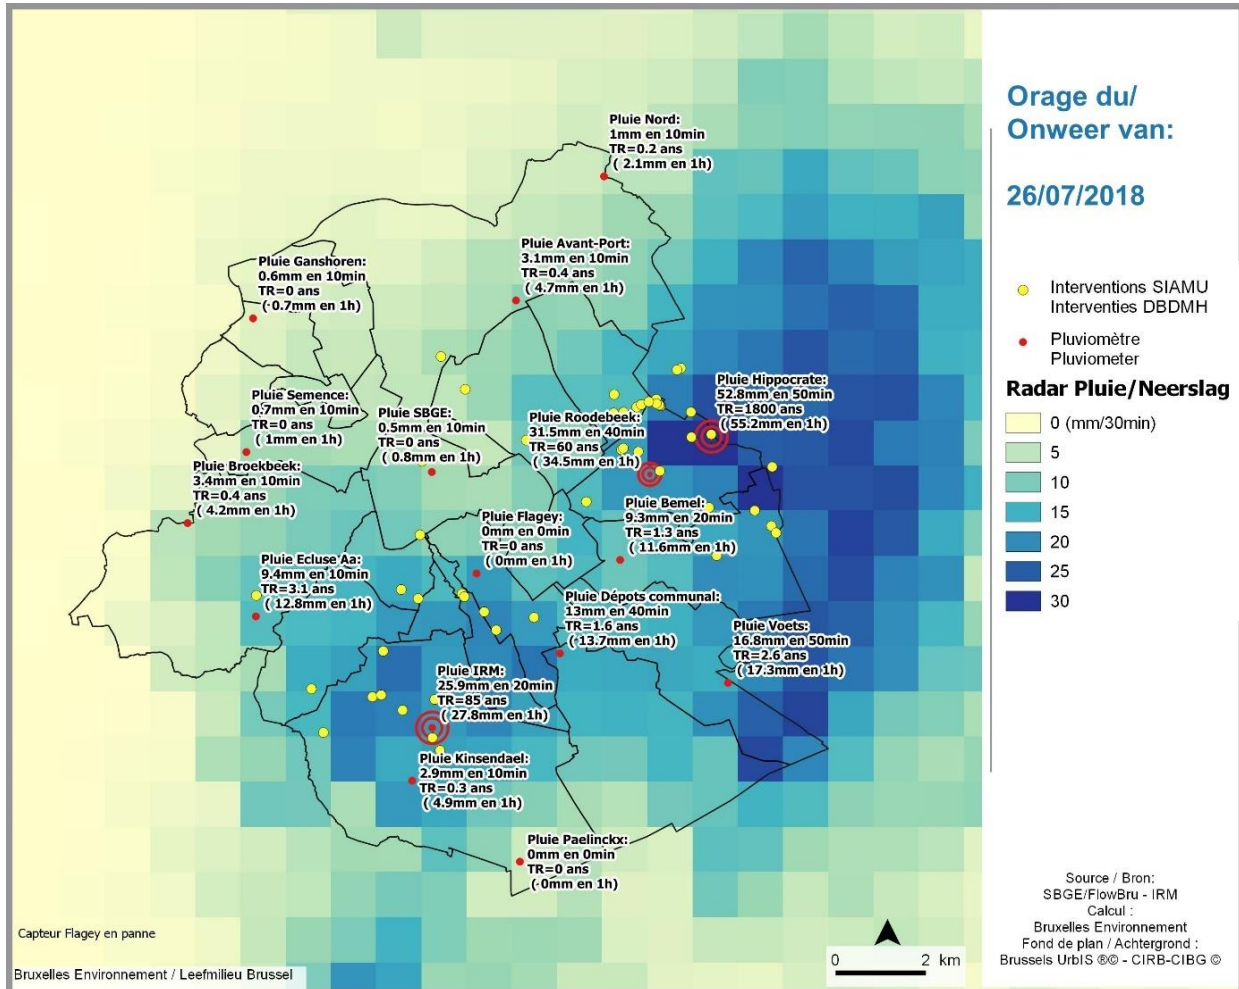 Pluie Nord:
1mm en 10min
TR=0.2 ans
( 2.1mm en 1h)
Pluie Avant-Port:
3.1mm en 10min
TR=0.4 ans
( 4.7mm en 1h)
Pluie Ganshoren:
0.6mm en 10min
TR=0 ans
( 0.7mm en 1h)
Pluie Semence:
0.7mm en 10min
TR=0 ans
( 1mm en 1h)
Pluie SBGE:
0.5mm en 10min
TR=0 ans
( 0.8mm en 1h)
Pluie Hippocrate:
52.8mm en 50min
TR=1800 ans
(55.2mm en 1h)
Pluie Roodebeek:
31.5mm en 40min
TR=60 ans
(34.5mm en 1h)
Pluie Broekbeek:
3.4mm en 10min
TR=0.4 ans
( 4.2mm en 1h)
Pluie Bemel:
9.3mm en 20min
TR=1.3 ans
( 11.6mm en 1h)
Pluie Flagey:
0mm en 0min
TR=0 ans
( 0mm en 1h)
Pluie Ecluse Aa:
9.4mm en 10min
TR=3.1 ans
( 12.8mm en 1h)
Pluie Dépots communal:
13mm en 40min
TR=1.6 ans
( 13.7mm en 1h)
Pluie Voets:
16.8mm en 50min
TR=2.6 ans
( 17.3mm en 1h)
Pluie IRM:
25.9mm en 20min
TR=85 ans
( 27.8mm en 1h)
Pluie Kinsendael:
2.9mm en 10min
TR=0.3 ans
( 4.9mm en 1h)
Pluie Paelinckx:
0mm en 0min
TR=0 ans
( 0mm en 1h)
Capteur Flagey en panne
Bruxelles Environnement / Leefmilieu Brussel
0 2 km
Orage du/
Onweer van:
26/07/2018
Interventions SIAMU
Interventies DBDMH
Pluviomètre
Pluviometer
Radar Pluie/Neerslag
0 (mm/30min)
5
10
15
20
25
30
Source / Bron:
SBGE/FlowBru - IRM
Calcul :
Bruxelles Environnement
Fond de plan / Achtergrond :
Brussels UrbIS ®© - CIRB-CIBG ©